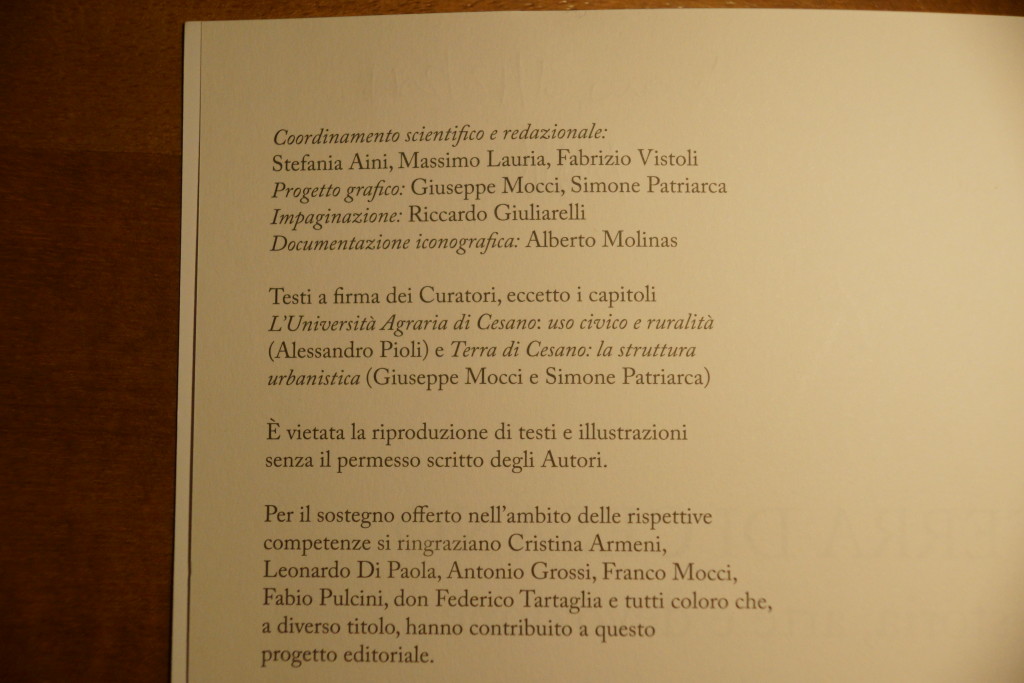 Coordinamento scientifico e redazionale:
Stefania Aini, Massimo Lauria, Fabrizio Vistoli
Progetto grafico: Giuseppe Mocci, Simone Patriarca
Impaginazione: Riccardo Giuliarelli
Documentazione iconografica: Alberto Molinas
Testi a firma dei Curatori, eccetto i capitoli
L'Università Agraria di Cesano: uso civico e ruralità
(Alessandro Pioli) e Terra di Cesano: la struttura
urbanistica (Giuseppe Mocci e Simone Patriarca)
È vietata la riproduzione di testi e illustrazioni
senza il permesso scritto degli Autori.
Per il sostegno offerto nell'ambito delle rispettive
competenze si ringraziano Cristina Armeni,
Leonardo Di Paola, Antonio Grossi, Franco Mocci,
Fabio Pulcini, don Federico Tartaglia e tutti coloro che,
a diverso titolo, hanno contribuito a questo
progetto editoriale.